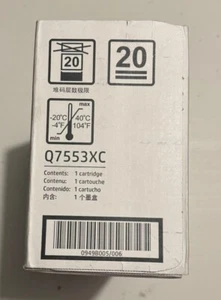 20
20
堆码层数极限
max
-20°C
40°C
-4°F
104°F
min
Q7553XC
Contents: 1 cartridge
Contenu: 1 cartouche
Contenido: 1 cartucho
内含: 1 个墨盒
0949B005/006